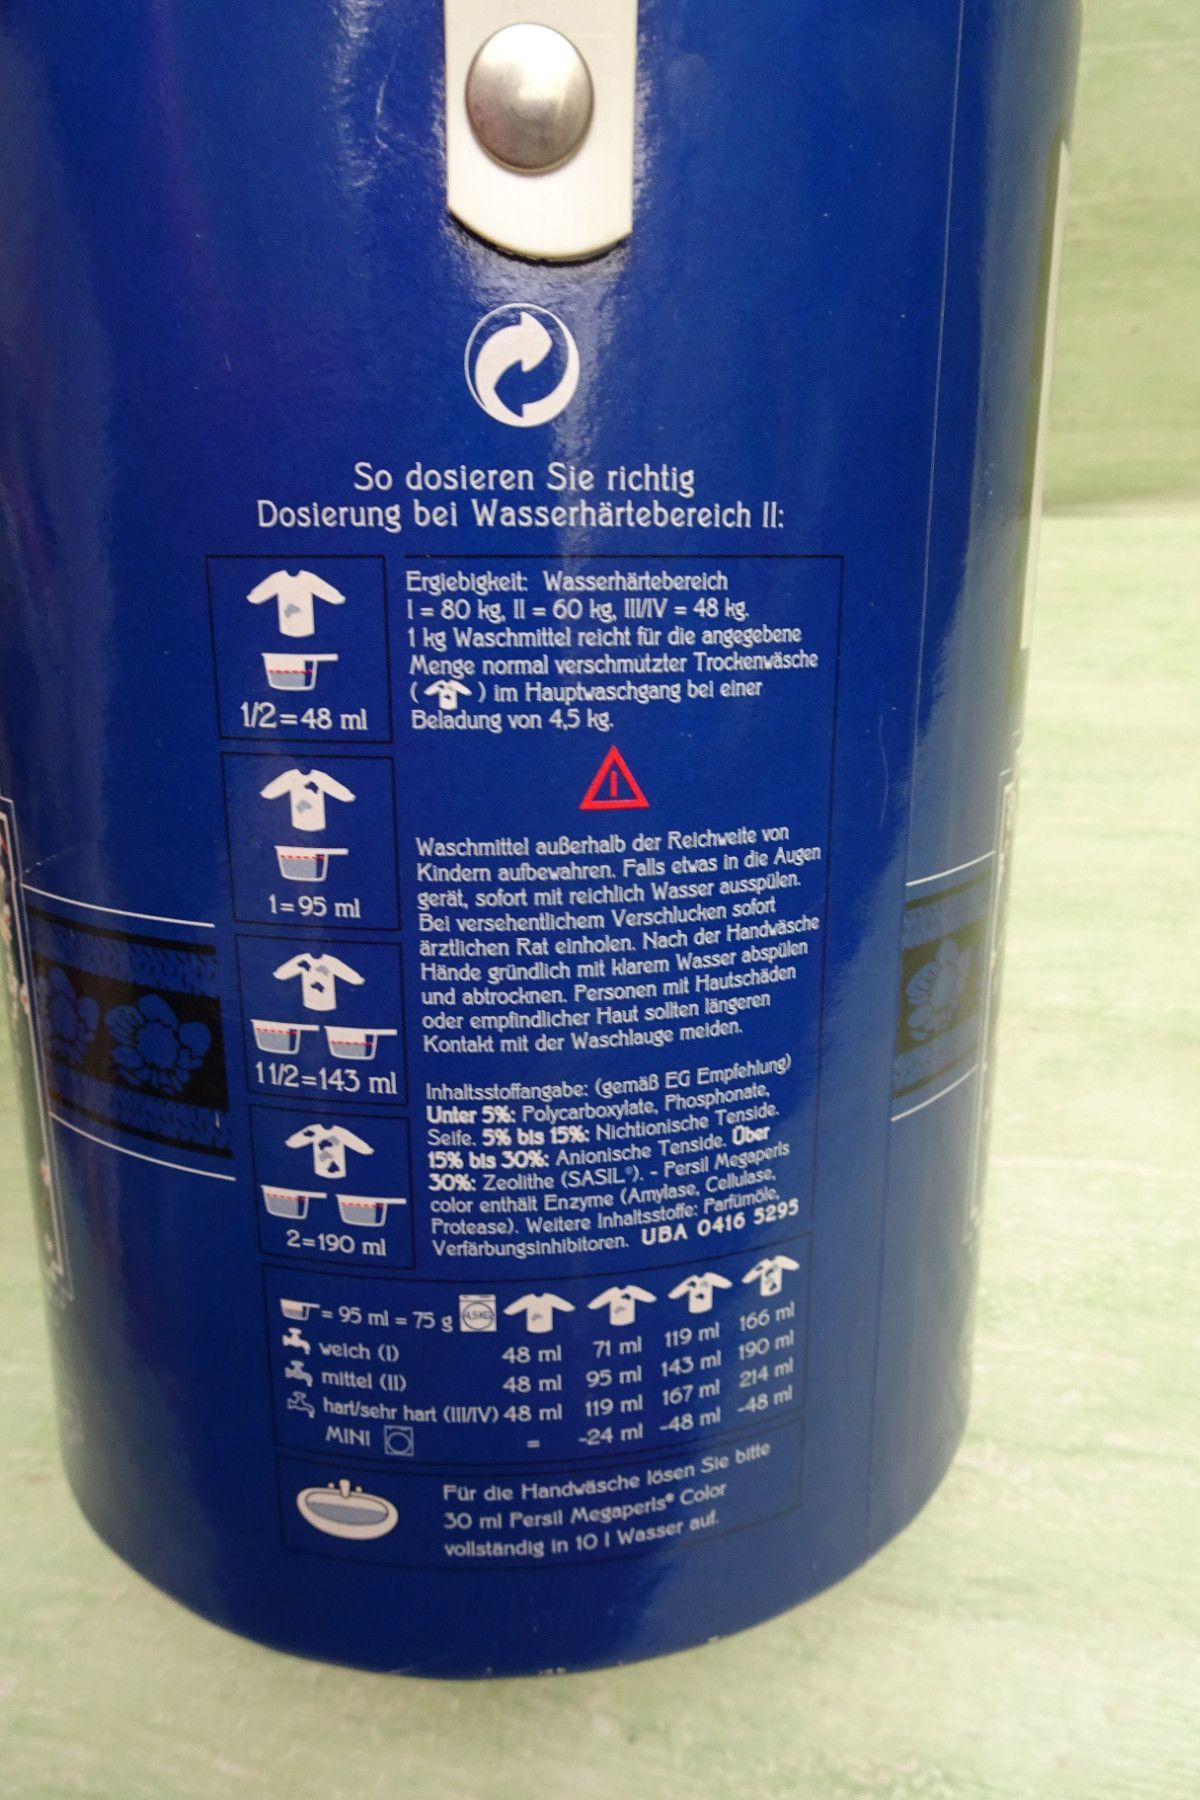 So dosieren Sie richtig
Dosierung bei Wasserhärtebereich II:
1/2=48 ml
1=95 ml
1 1/2=143 ml
2=190 ml
Ergiebigkeit: Wasserhärtebereich
I = 80 kg, II = 60 kg, III/IV = 48 kg.
1 kg Waschmittel reicht für die angegebene
Menge normal verschmutzter Trockenwäsche
( ) im Hauptwaschgang bei einer
Beladung von 4,5 kg.
Waschmittel außerhalb der Reichweite von
Kindern aufbewahren. Falls etwas in die Augen
gerät, sofort mit reichlich Wasser ausspülen.
Bei versehentlichem Verschlucken sofort
ärztlichen Rat einholen. Nach der Handwäsche
Hände gründlich mit klarem Wasser abspülen
und abtrocknen. Personen mit Hautschäden
oder empfindlicher Haut sollten längeren
Kontakt mit der Waschlauge meiden.
Inhaltsstoffangabe: (gemäß EG Empfehlung)
Unter 5%: Polycarboxylate, Phosphonate,
Seife. 5% bis 15%: Nichtionische Tenside.
15% bis 30%: Anionische Tenside. Über
30%: Zeolithe (SASIL®). - Persil Megaperls
color enthält Enzyme (Amylase, Cellulase,
Protease). Weitere Inhaltsstoffe: Parfümöle,
Verfärbungsinhibitoren. UBA 0416 5295
= 95 ml = 75 g 4,5KG
weich (I) 48 ml 71 ml 119 ml 166 ml
mittel (II) 48 ml 95 ml 143 ml 190 ml
hart/sehr hart (III/IV) 48 ml 119 ml 167 ml 214 ml
MINI = -24 ml -48 ml -48 ml
Für die Handwäsche lösen Sie bitte
30 ml Persil Megaperls® Color
vollständig in 10 l Wasser auf.